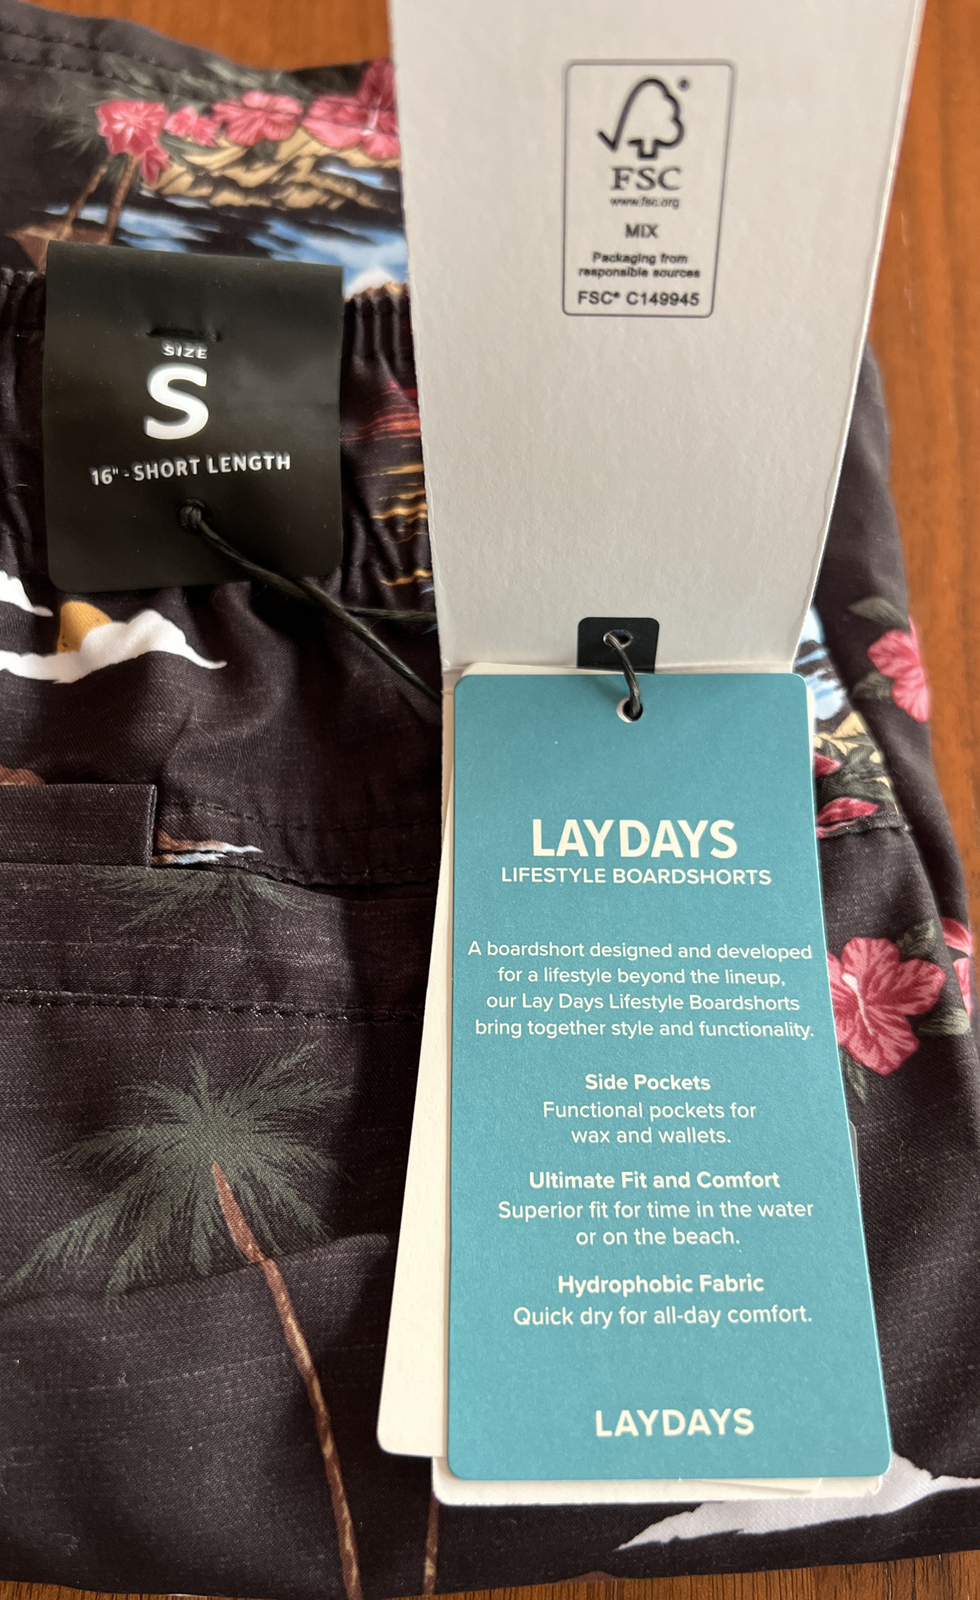 FSC
www.fsc.org
MIX
Packaging from
responsible sources
FSC® C149945
SIZE
S
16" - SHORT LENGTH
LAYDAYS
LIFESTYLE BOARDSHORTS
A boardshort designed and developed
for a lifestyle beyond the lineup,
our Lay Days Lifestyle Boardshorts
bring together style and functionality.
Side Pockets
Functional pockets for
wax and wallets.
Ultimate Fit and Comfort
Superior fit for time in the water
or on the beach.
Hydrophobic Fabric
Quick dry for all-day comfort.
LAYDAYS